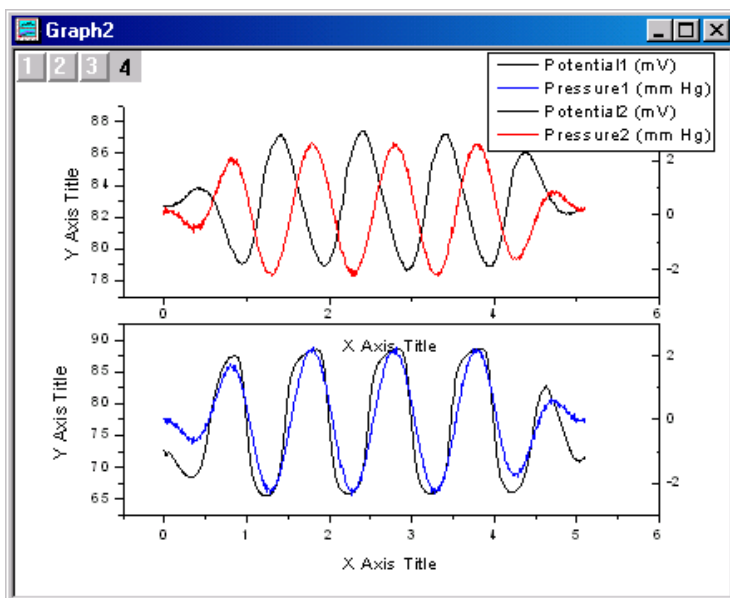 Graph2
1 2 3 4
Potential1 (mV)
Pressure1 (mm Hg)
Potential2 (mV)
Pressure2 (mm Hg)
88
86
84
82
80
78
Y Axis Title
2
0
-2
0 2 4 6
X Axis Title
90
85
80
75
70
65
Y Axis Title
2
0
-2
0 1 2 3 4 5 6
X Axis Title